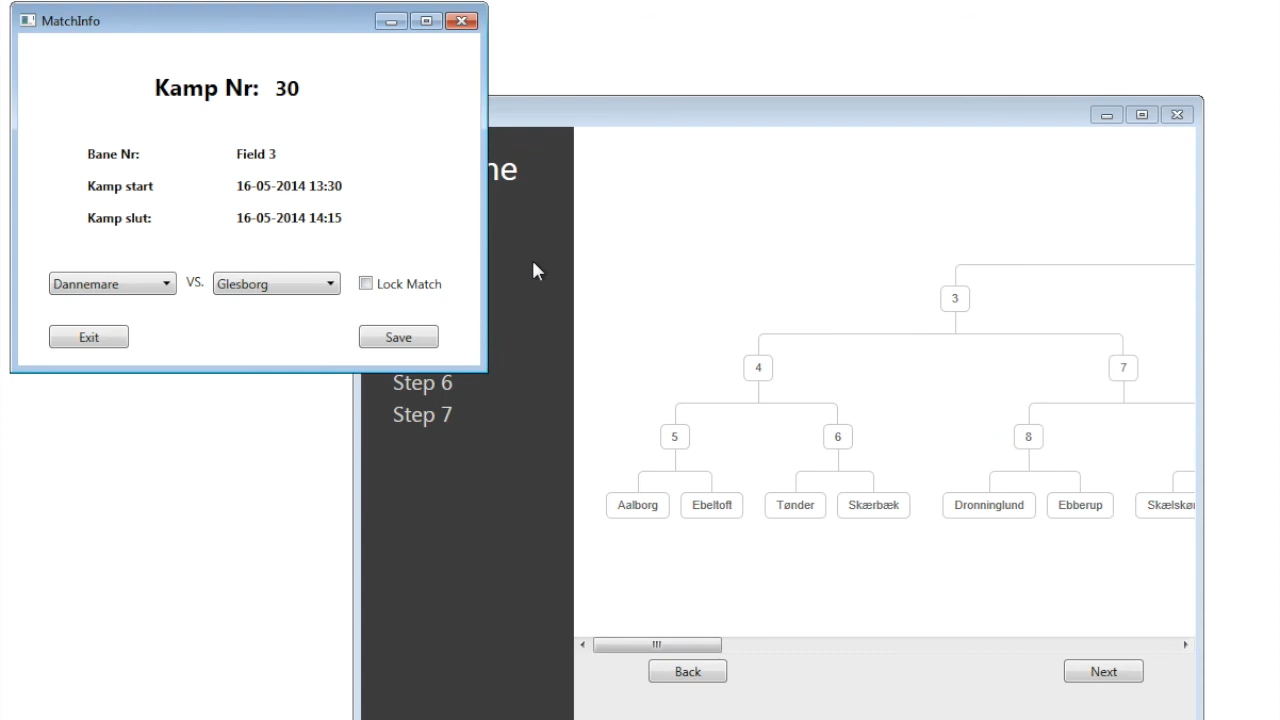 MatchInfo
Kamp Nr: 30
Bane Nr: Field 3
Kamp start 16-05-2014 13:30
Kamp slut: 16-05-2014 14:15
Dannemare VS. Glesborg Lock Match
Exit Save
Step 6
Step 7
3
4 7
5 6 8
Aalborg Ebeltoft Tønder Skærbæk Dronninglund Ebberup
Back Next